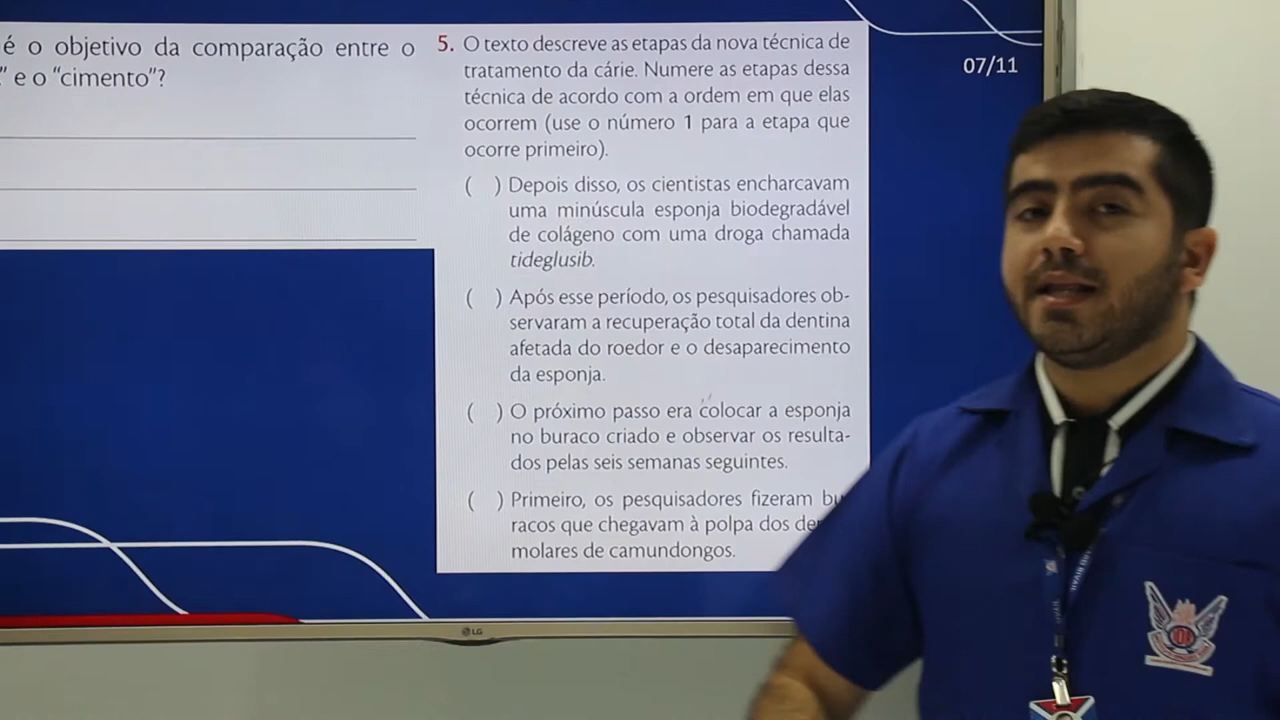 é o objetivo da comparação entre o
” e o “cimento”?
5. O texto descreve as etapas da nova técnica de
tratamento da cárie. Numere as etapas dessa
técnica de acordo com a ordem em que elas
ocorrem (use o número 1 para a etapa que
ocorre primeiro).
( ) Depois disso, os cientistas encharcavam
uma minúscula esponja biodegradável
de colágeno com uma droga chamada
tideglusib.
( ) Após esse período, os pesquisadores ob-
servaram a recuperação total da dentina
afetada do roedor e o desaparecimento
da esponja.
( ) O próximo passo era colocar a esponja
no buraco criado e observar os resulta-
dos pelas seis semanas seguintes.
( ) Primeiro, os pesquisadores fizeram bu
racos que chegavam à polpa dos de
molares de camundongos.
07/11
LG